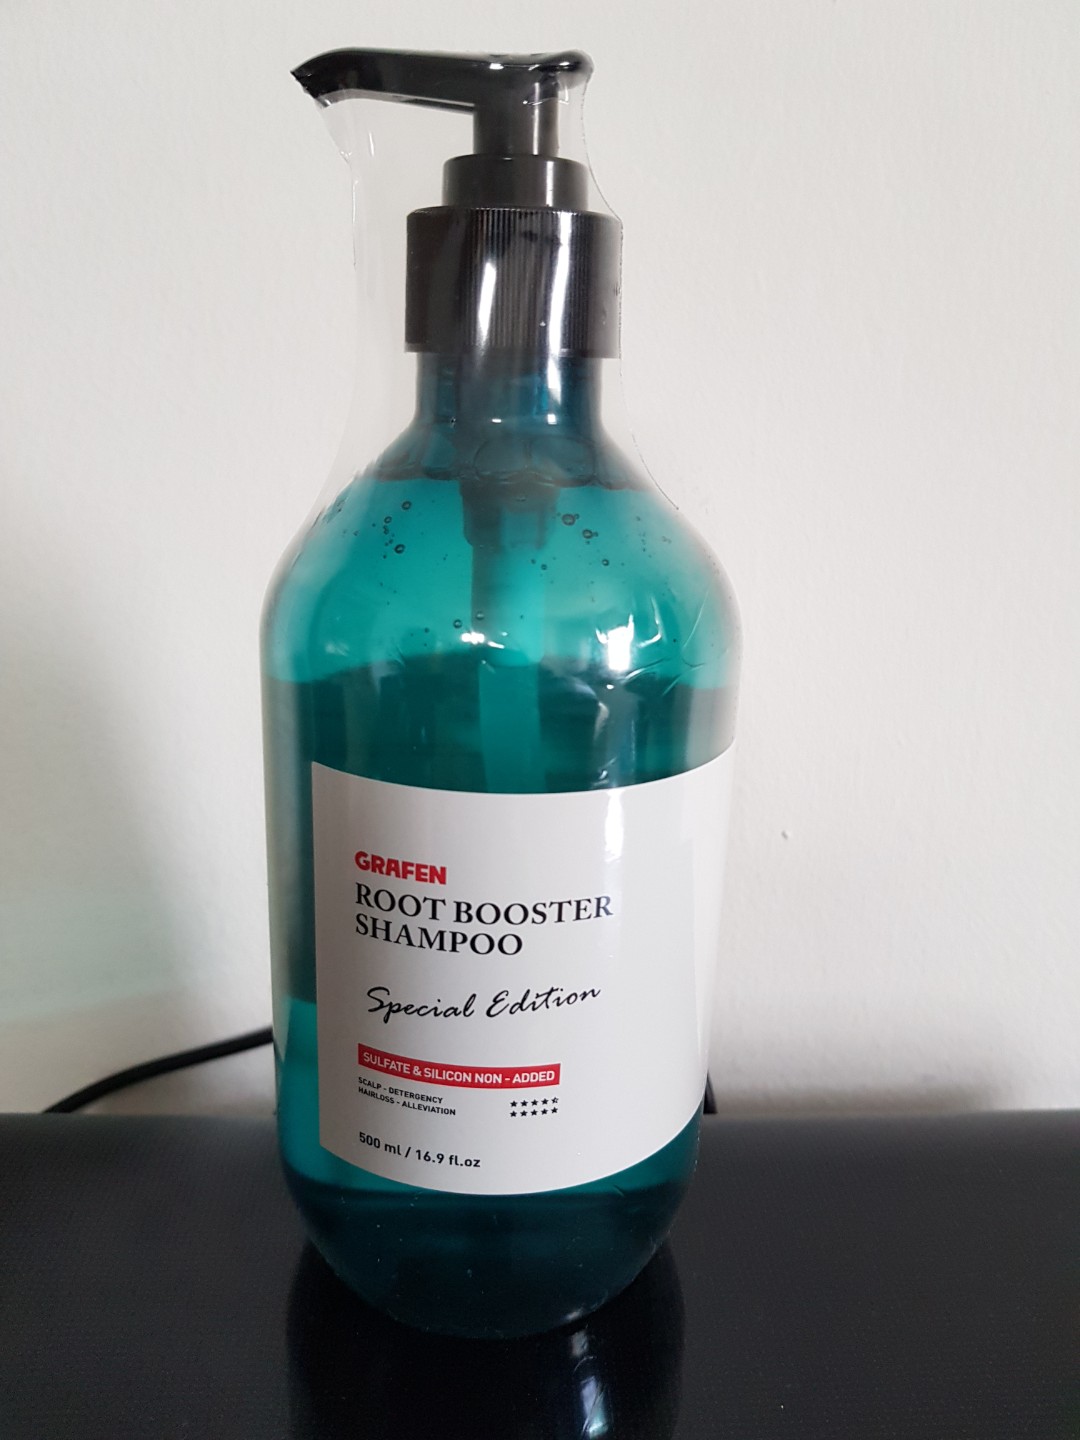 GRAFEN
ROOT BOOSTER
SHAMPOO
Special Edition
SULFATE & SILICON NON - ADDED
SCALP - DETERGENCY
HAIRLOSS - ALLEVIATION
500 ml / 16.9 fl.oz